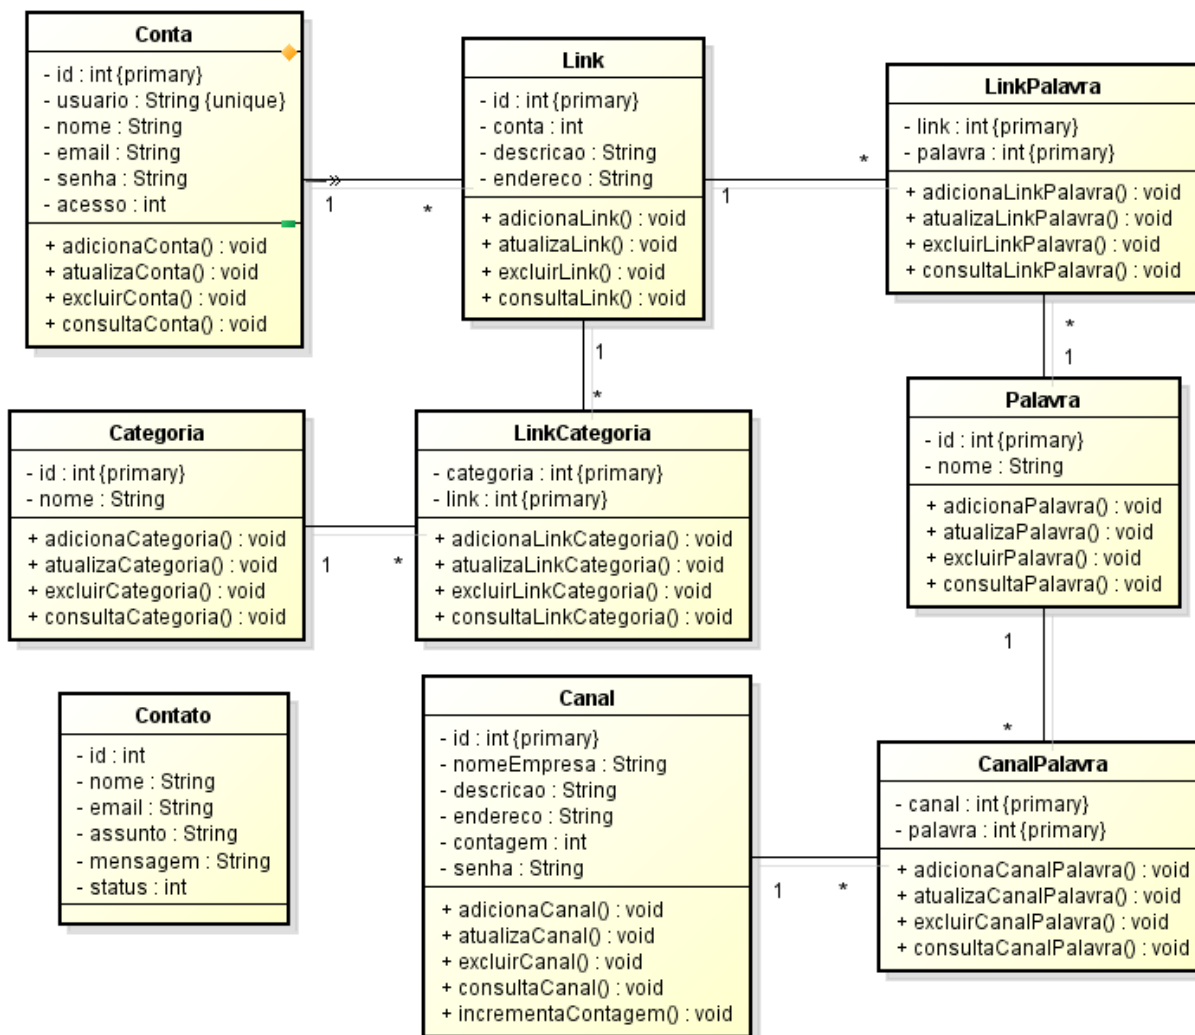 Conta
- id : int {primary}
- usuario : String {unique}
- nome : String
- email : String
- senha : String
- acesso : int
+ adicionaConta() : void
+ atualizaConta() : void
+ excluirConta() : void
+ consultaConta() : void
1
*
Link
- id : int {primary}
- conta : int
- descricao : String
- endereco : String
+ adicionaLink() : void
+ atualizaLink() : void
+ excluirLink() : void
+ consultaLink() : void
1
*
LinkPalavra
- link : int {primary}
- palavra : int {primary}
+ adicionaLinkPalavra() : void
+ atualizaLinkPalavra() : void
+ excluirLinkPalavra() : void
+ consultaLinkPalavra() : void
*
1
1
*
Categoria
- id : int {primary}
- nome : String
+ adicionaCategoria() : void
+ atualizaCategoria() : void
+ excluirCategoria() : void
+ consultaCategoria() : void
1
*
LinkCategoria
- categoria : int {primary}
- link : int {primary}
+ adicionaLinkCategoria() : void
+ atualizaLinkCategoria() : void
+ excluirLinkCategoria() : void
+ consultaLinkCategoria() : void
Palavra
- id : int {primary}
- nome : String
+ adicionaPalavra() : void
+ atualizaPalavra() : void
+ excluirPalavra() : void
+ consultaPalavra() : void
1
*
Contato
- id : int
- nome : String
- email : String
- assunto : String
- mensagem : String
- status : int
Canal
- id : int {primary}
- nomeEmpresa : String
- descricao : String
- endereco : String
- contagem : int
- senha : String
+ adicionaCanal() : void
+ atualizaCanal() : void
+ excluirCanal() : void
+ consultaCanal() : void
+ incrementaContagem() : void
1
*
CanalPalavra
- canal : int {primary}
- palavra : int {primary}
+ adicionaCanalPalavra() : void
+ atualizaCanalPalavra() : void
+ excluirCanalPalavra() : void
+ consultaCanalPalavra() : void